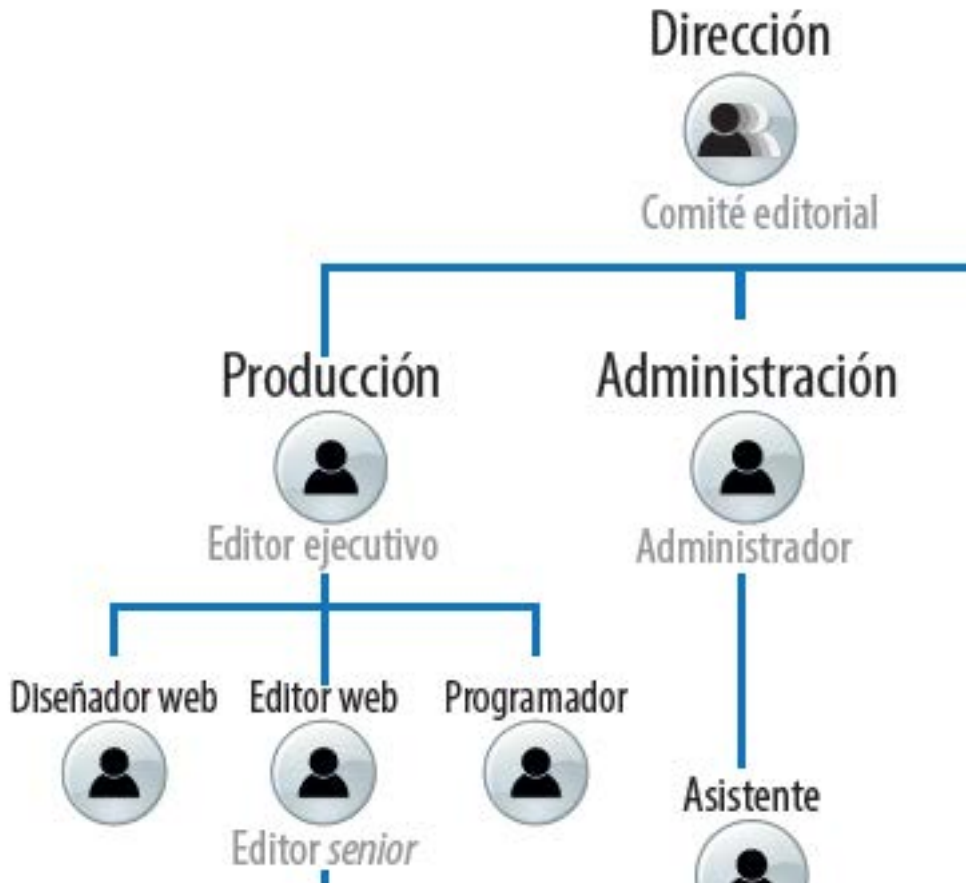 Dirección
Comité editorial
Producción
Administración
Editor ejecutivo
Administrador
Diseñador web
Editor web
Programador
Asistente
Editor senior